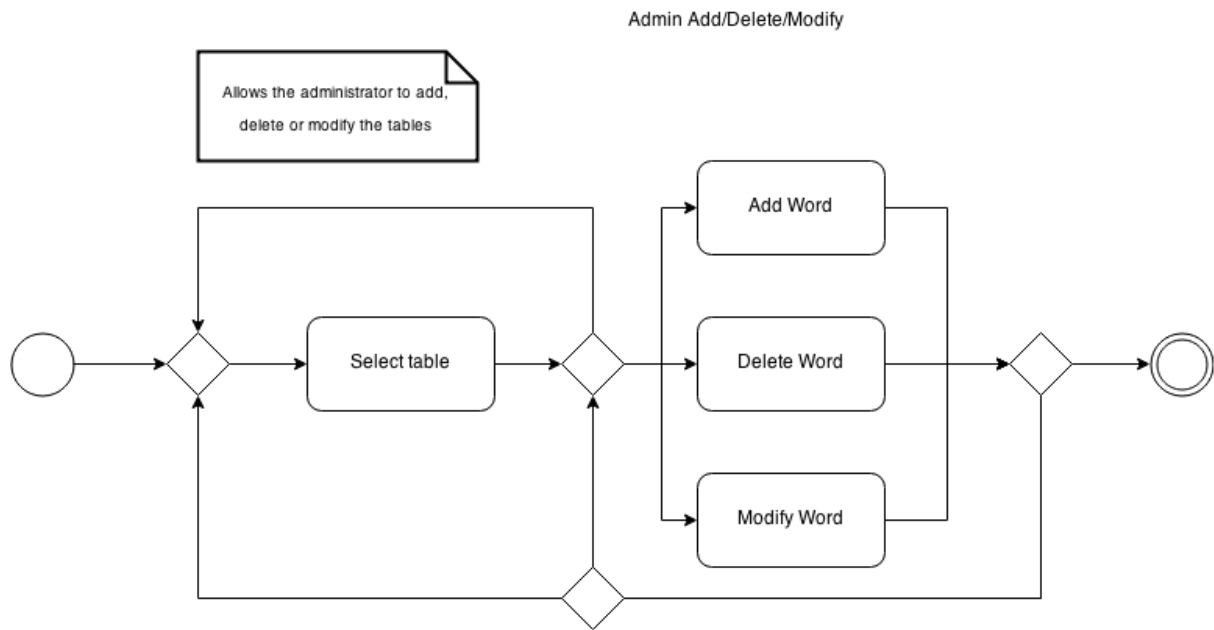 Admin Add/Delete/Modify
Allows the administrator to add,
delete or modify the tables
Add Word
Select table
Delete Word
Modify Word